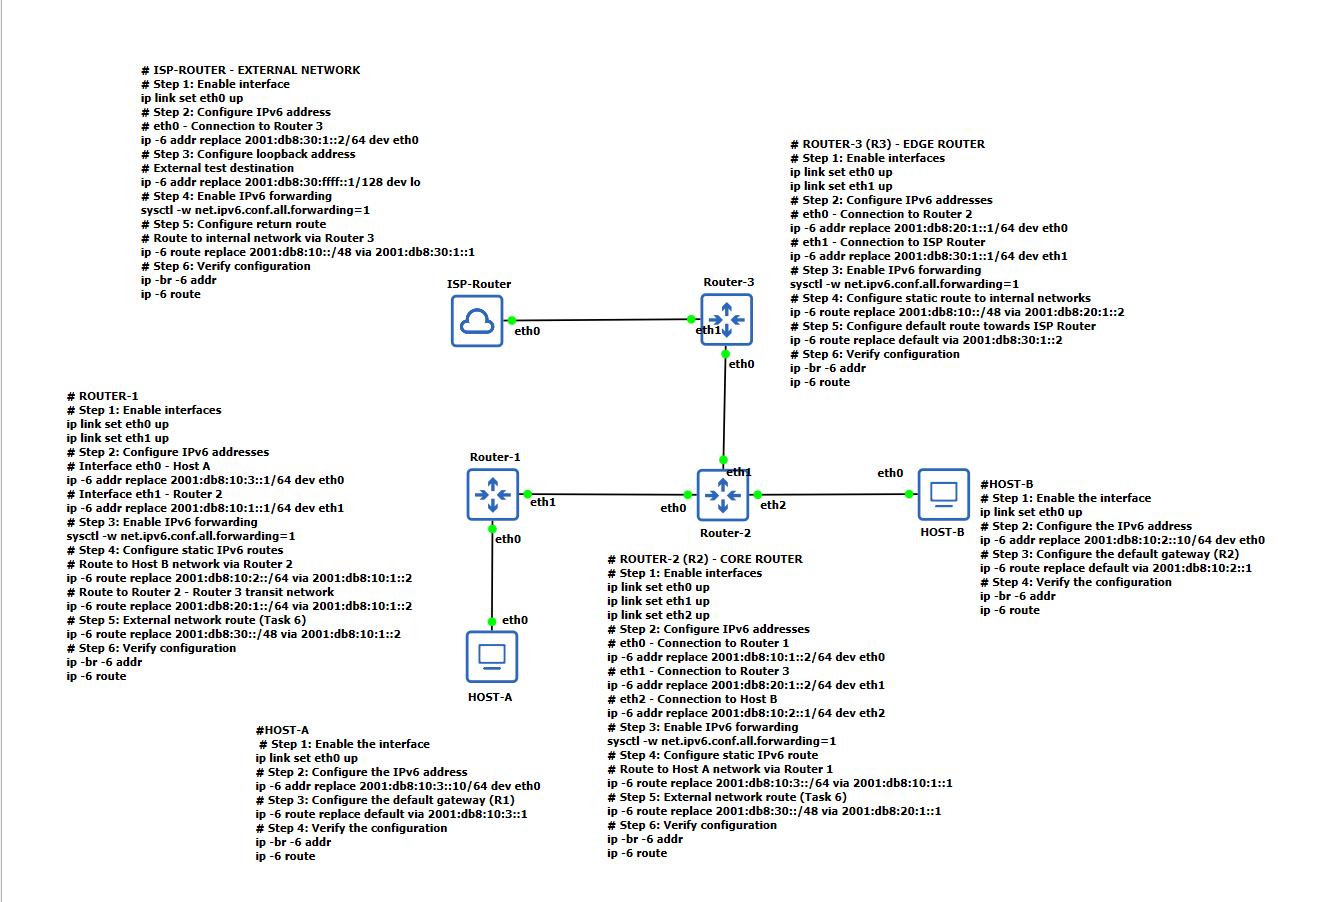 # ISP-ROUTER - EXTERNAL NETWORK
# Step 1: Enable interface
ip link set eth0 up
# Step 2: Configure IPv6 address
# eth0 - Connection to Router 3
ip -6 addr replace 2001:db8:30:1::2/64 dev eth0
# Step 3: Configure loopback address
# External test destination
ip -6 addr replace 2001:db8:30:ffff::1/128 dev lo
# Step 4: Enable IPv6 forwarding
sysctl -w net.ipv6.conf.all.forwarding=1
# Step 5: Configure return route
# Route to internal network via Router 3
ip -6 route replace 2001:db8:10::/48 via 2001:db8:30:1::1
# Step 6: Verify configuration
ip -br -6 addr
ip -6 route
# ROUTER-3 (R3) - EDGE ROUTER
# Step 1: Enable interfaces
ip link set eth0 up
ip link set eth1 up
# Step 2: Configure IPv6 addresses
# eth0 - Connection to Router 2
ip -6 addr replace 2001:db8:20:1::1/64 dev eth0
# eth1 - Connection to ISP Router
ip -6 addr replace 2001:db8:30:1::1/64 dev eth1
# Step 3: Enable IPv6 forwarding
sysctl -w net.ipv6.conf.all.forwarding=1
# Step 4: Configure static route to internal networks
ip -6 route replace 2001:db8:10::/48 via 2001:db8:20:1::2
# Step 5: Configure default route towards ISP Router
ip -6 route replace default via 2001:db8:30:1::2
# Step 6: Verify configuration
ip -br -6 addr
ip -6 route
ISP-Router
eth0
Router-3
eth1
eth0
# ROUTER-1
# Step 1: Enable interfaces
ip link set eth0 up
ip link set eth1 up
# Step 2: Configure IPv6 addresses
# Interface eth0 - Host A
ip -6 addr replace 2001:db8:10:3::1/64 dev eth0
# Interface eth1 - Router 2
ip -6 addr replace 2001:db8:10:1::1/64 dev eth1
# Step 3: Enable IPv6 forwarding
sysctl -w net.ipv6.conf.all.forwarding=1
# Step 4: Configure static IPv6 routes
# Route to Host B network via Router 2
ip -6 route replace 2001:db8:10:2::/64 via 2001:db8:10:1::2
# Route to Router 2 - Router 3 transit network
ip -6 route replace 2001:db8:20:1::/64 via 2001:db8:10:1::2
# Step 5: External network route (Task 6)
ip -6 route replace 2001:db8:30::/48 via 2001:db8:10:1::2
# Step 6: Verify configuration
ip -br -6 addr
ip -6 route
Router-1
eth1
eth0
eth0
HOST-A
eth1
eth0
eth2
Router-2
eth0
HOST-B
#HOST-B
# Step 1: Enable the interface
ip link set eth0 up
# Step 2: Configure the IPv6 address
ip -6 addr replace 2001:db8:10:2::10/64 dev eth0
# Step 3: Configure the default gateway (R2)
ip -6 route replace default via 2001:db8:10:2::1
# Step 4: Verify the configuration
ip -br -6 addr
ip -6 route
# ROUTER-2 (R2) - CORE ROUTER
# Step 1: Enable interfaces
ip link set eth0 up
ip link set eth1 up
ip link set eth2 up
# Step 2: Configure IPv6 addresses
# eth0 - Connection to Router 1
ip -6 addr replace 2001:db8:10:1::2/64 dev eth0
# eth1 - Connection to Router 3
ip -6 addr replace 2001:db8:20:1::2/64 dev eth1
# eth2 - Connection to Host B
ip -6 addr replace 2001:db8:10:2::1/64 dev eth2
# Step 3: Enable IPv6 forwarding
sysctl -w net.ipv6.conf.all.forwarding=1
# Step 4: Configure static IPv6 route
# Route to Host A network via Router 1
ip -6 route replace 2001:db8:10:3::/64 via 2001:db8:10:1::1
# Step 5: External network route (Task 6)
ip -6 route replace 2001:db8:30::/48 via 2001:db8:20:1::1
# Step 6: Verify configuration
ip -br -6 addr
ip -6 route
#HOST-A
# Step 1: Enable the interface
ip link set eth0 up
# Step 2: Configure the IPv6 address
ip -6 addr replace 2001:db8:10:3::10/64 dev eth0
# Step 3: Configure the default gateway (R1)
ip -6 route replace default via 2001:db8:10:3::1
# Step 4: Verify the configuration
ip -br -6 addr
ip -6 route